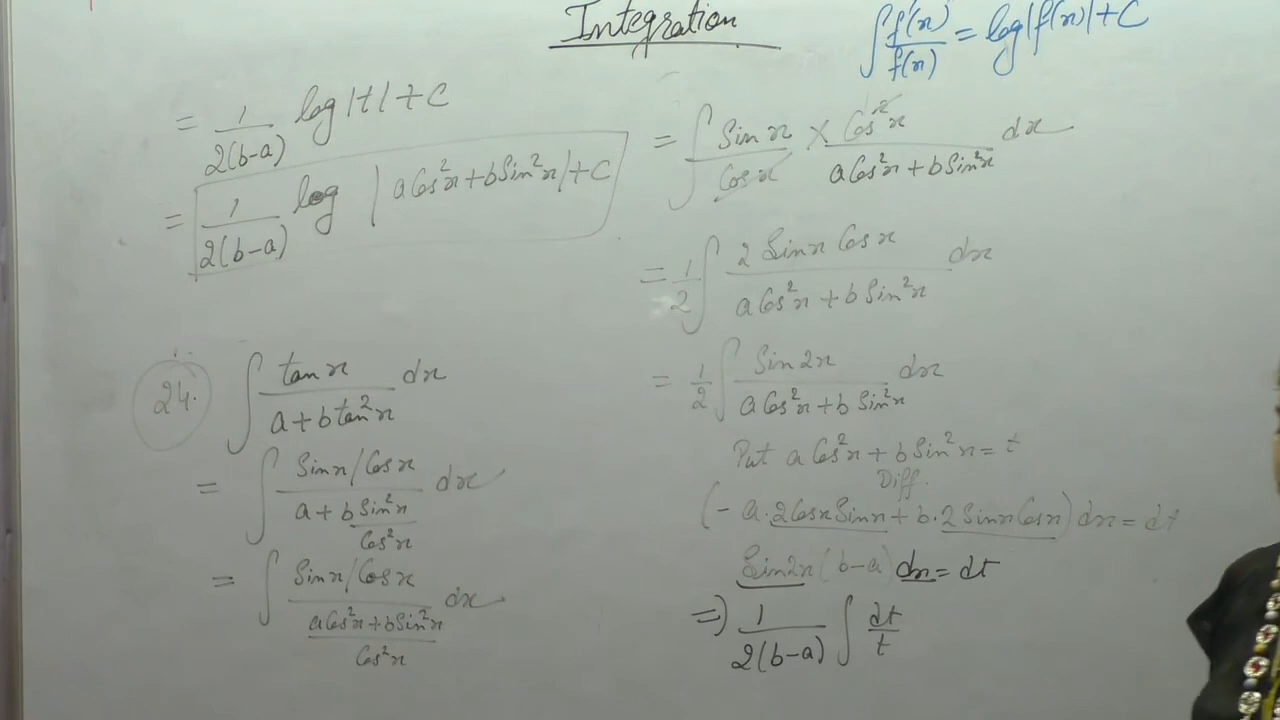 Integration
∫ f'(x)/f(x) = log|f(x)| + C
24. ∫ tan x / (a + b tan²x) dx
= ∫ (Sin x/Cos x) / (a + b Sin²x/Cos²x) dx
= ∫ (Sin x/Cos x) / ((a Cos²x + b Sin²x)/Cos²x) dx
= ∫ Sin x/Cos x × Cos²x/(a Cos²x + b Sin²x) dx
= 1/2 ∫ 2 Sin x Cos x / (a Cos²x + b Sin²x) dx
= 1/2 ∫ Sin 2x / (a Cos²x + b Sin²x) dx
Put a Cos²x + b Sin²x = t
Diff.
(- a. 2 Cos x Sin x + b. 2 Sin x Cos x) dx = dt
Sin 2x (b-a) dx = dt
=) 1/2(b-a) ∫ dt/t
= 1/2(b-a) log |t| + C
= 1/2(b-a) log | a Cos²x + b Sin²x | + C